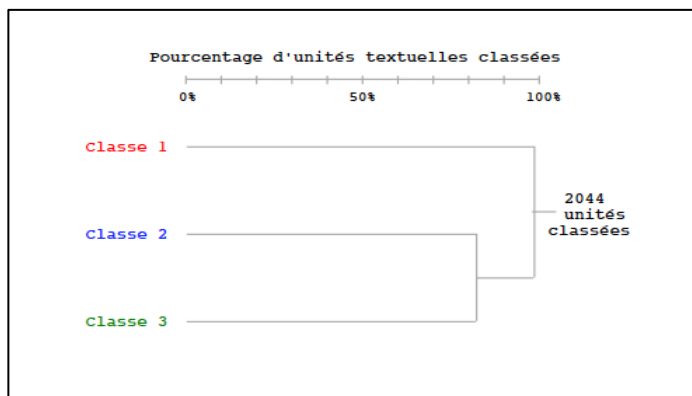 Pourcentage d'unités textuelles classées
0% 50% 100%
Classe 1
2044
unités
classées
Classe 2
Classe 3